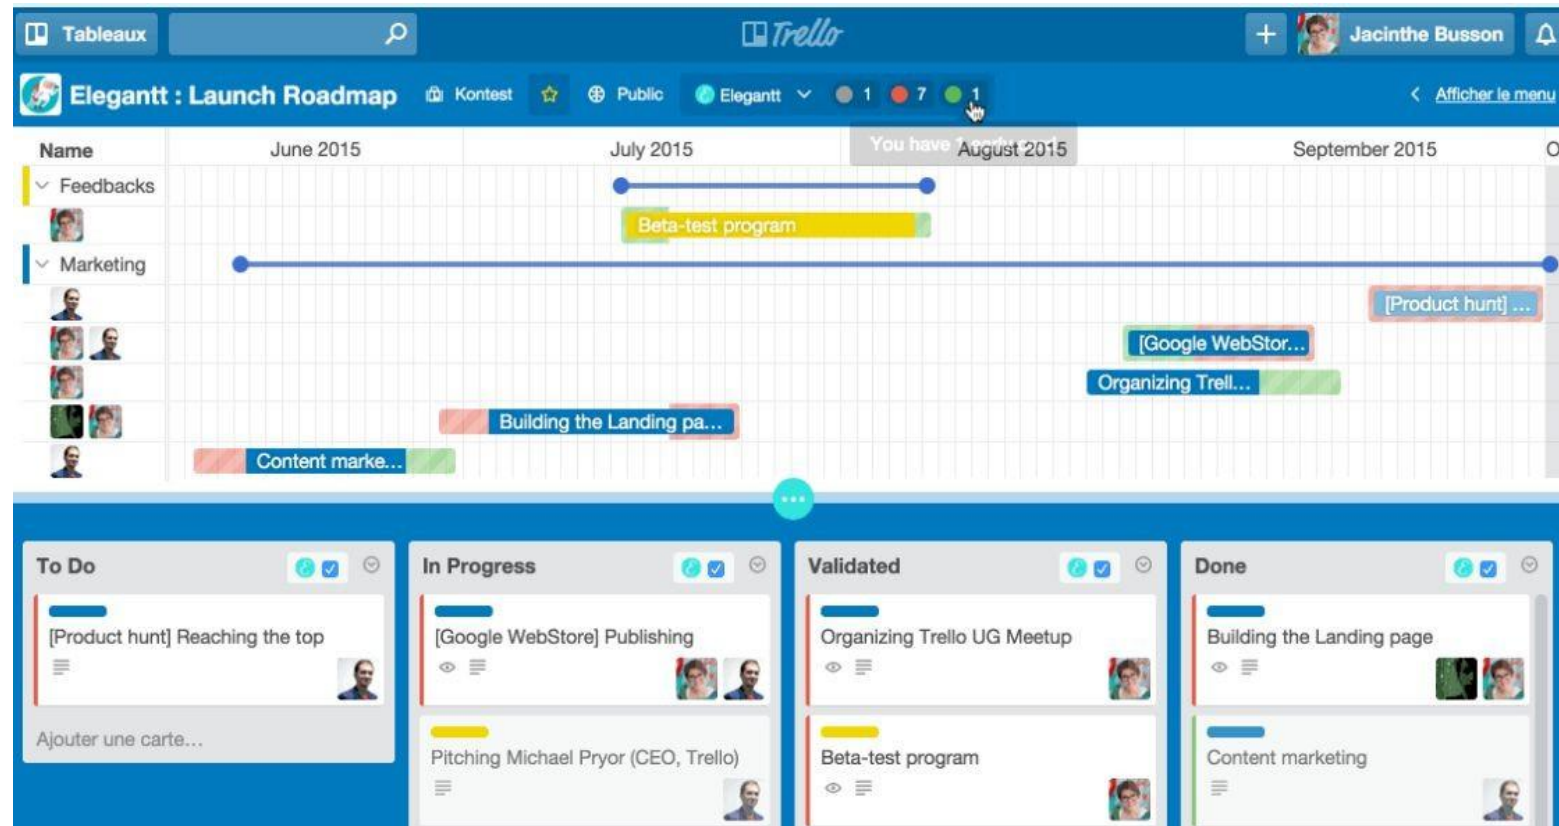 Tableaux
Trello
Jacinthe Busson
Elegantt : Launch Roadmap
Kontest
Public
Elegantt
1
7
1
Afficher le menu
You have 1
Name
June 2015
July 2015
August 2015
September 2015
O
Feedbacks
Beta-test program
Marketing
[Product hunt] ...
[Google WebStor...
Organizing Trell...
Building the Landing pa...
Content marke...
To Do
In Progress
Validated
Done
[Product hunt] Reaching the top
[Google WebStore] Publishing
Organizing Trello UG Meetup
Building the Landing page
Ajouter une carte...
Pitching Michael Pryor (CEO, Trello)
Beta-test program
Content marketing